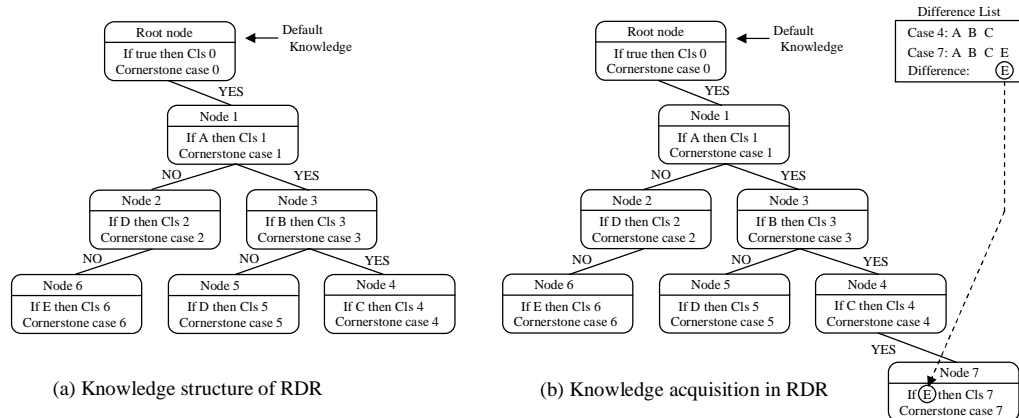 Root node
If true then Cls 0
Cornerstone case 0
Default
Knowledge
YES
Node 1
If A then Cls 1
Cornerstone case 1
NO
YES
Node 2
If D then Cls 2
Cornerstone case 2
Node 3
If B then Cls 3
Cornerstone case 3
NO
NO
YES
Node 6
If E then Cls 6
Cornerstone case 6
Node 5
If D then Cls 5
Cornerstone case 5
Node 4
If C then Cls 4
Cornerstone case 4
(a) Knowledge structure of RDR
Root node
If true then Cls 0
Cornerstone case 0
Default
Knowledge
Difference List
Case 4: A B C
Case 7: A B C E
Difference: E
YES
Node 1
If A then Cls 1
Cornerstone case 1
NO
YES
Node 2
If D then Cls 2
Cornerstone case 2
Node 3
If B then Cls 3
Cornerstone case 3
NO
NO
YES
Node 6
If E then Cls 6
Cornerstone case 6
Node 5
If D then Cls 5
Cornerstone case 5
Node 4
If C then Cls 4
Cornerstone case 4
YES
Node 7
If E then Cls 7
Cornerstone case 7
(b) Knowledge acquisition in RDR